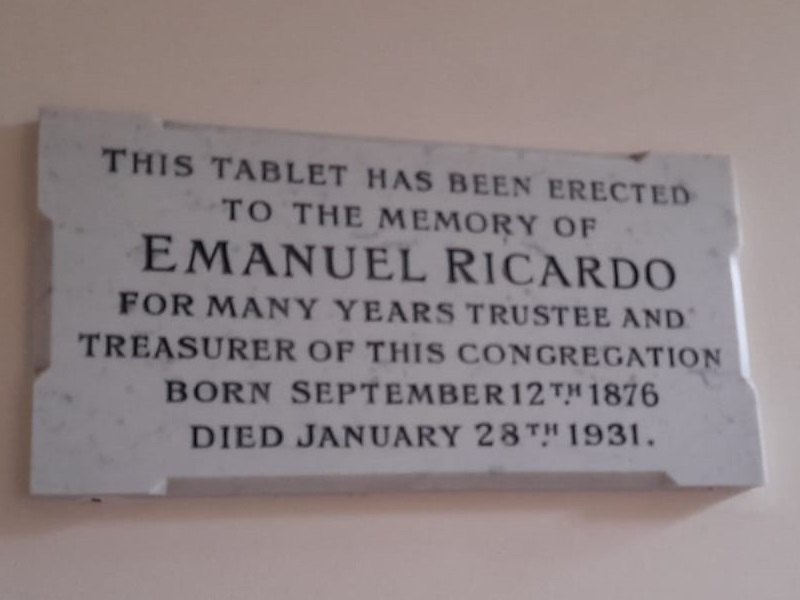 THIS TABLET HAS BEEN ERECTED
TO THE MEMORY OF
EMANUEL RICARDO
FOR MANY YEARS TRUSTEE AND
TREASURER OF THIS CONGREGATION
BORN SEPTEMBER 12TH 1876
DIED JANUARY 28TH 1931.